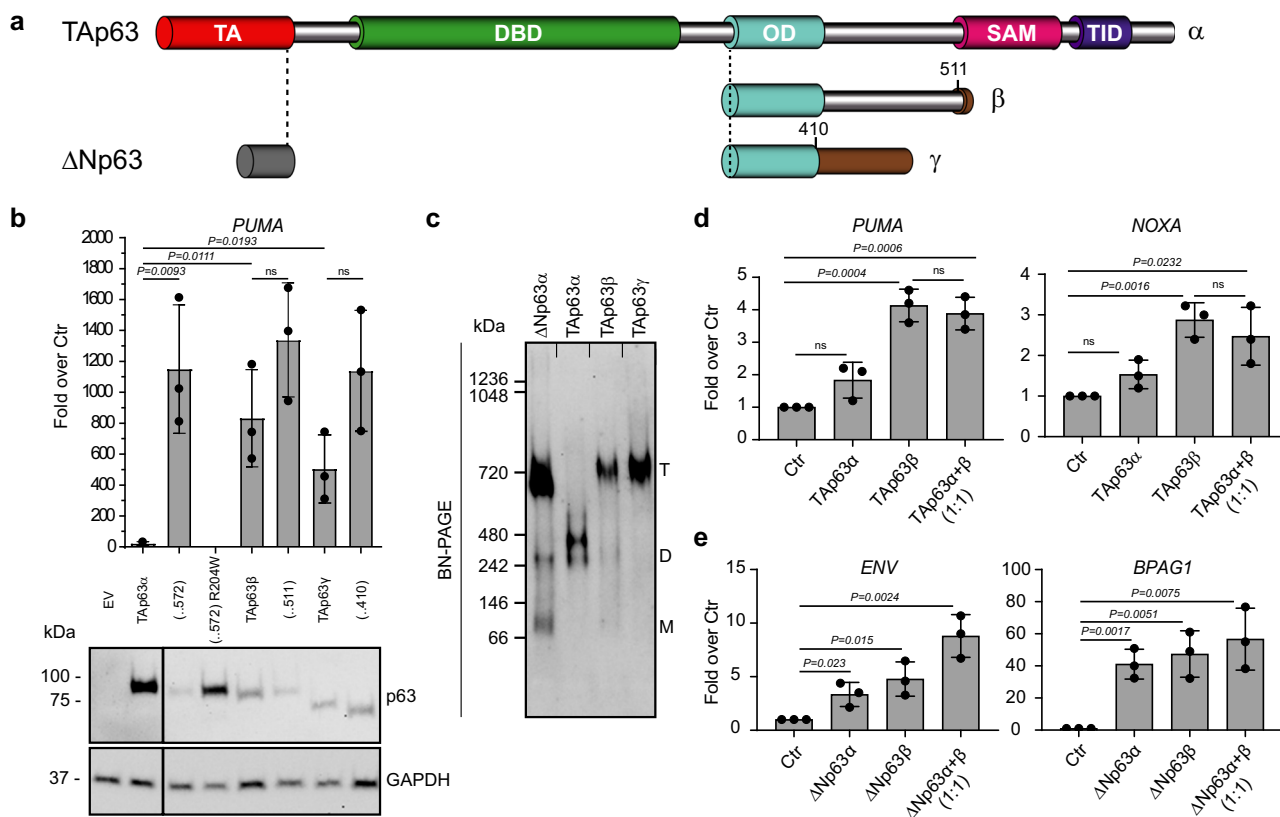 a
TAp63 TA DBD OD SAM TID α
511
β
410
ΔNp63 γ
b
PUMA
P=0.0193
P=0.0111
P=0.0093 ns ns
Fold over Ctr
2000
1800
1600
1400
1200
1000
800
600
400
200
0
EV TAp63α (..572) (..572) R204W TAp63β (..511) TAp63γ (..410)
kDa
100 -
75 -
p63
37 -
GAPDH
c
ΔNp63α TAp63α TAp63β TAp63γ
kDa
BN-PAGE
1236
1048
720 T
480
242 D
146
66 M
d
PUMA
P=0.0006
P=0.0004 ns
ns
Fold over Ctr
6
5
4
3
2
1
0
Ctr TAp63α TAp63β TAp63α+β (1:1)
NOXA
P=0.0232
P=0.0016 ns
ns
4
3
2
1
0
Ctr TAp63α TAp63β TAp63α+β (1:1)
e
ENV
P=0.0024
P=0.015
P=0.023
Fold over Ctr
15
10
5
0
Ctr ΔNp63α ΔNp63β ΔNp63α+β (1:1)
BPAG1
P=0.0075
P=0.0051
P=0.0017
100
80
60
40
20
0
Ctr ΔNp63α ΔNp63β ΔNp63α+β (1:1)